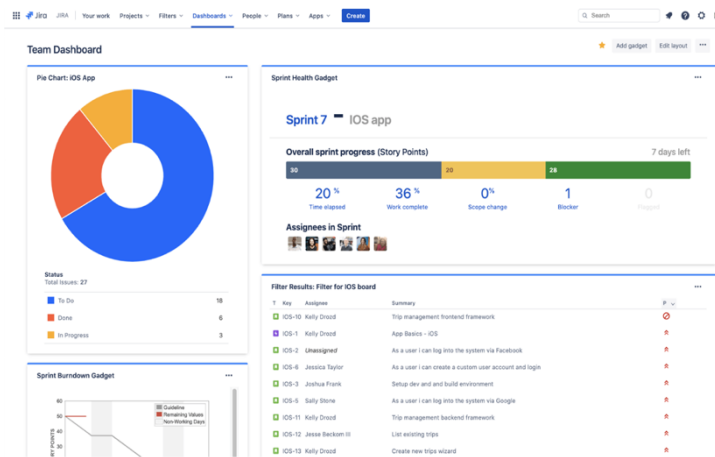 Jira JIRA Your work Projects Filters Dashboards People Plans Apps Create Search
Team Dashboard Add gadget Edit layout
Pie Chart: iOS App
Status
Total Issues: 27
To Do 18
Done 6
In Progress 3
Sprint Burndown Gadget
60
50
40
30
Guideline
Remaining Values
Non-Working Days
Sprint Health Gadget
Sprint 7 - IOS app
Overall sprint progress (Story Points) 7 days left
30 20 28
20 % 36 % 0% 1 0
Time elapsed Work complete Scope change Blocker Flagged
Assignees in Sprint
Filter Results: Filter for IOS board
T Key Assignee Summary P
IOS-10 Kelly Drozd Trip management frontend framework
IOS-1 Kelly Drozd App Basics - iOS
IOS-2 Unassigned As a user i can log into the system via Facebook
IOS-6 Jessica Taylor As a user i can create a custom user account and login
IOS-3 Joshua Frank Setup dev and and build environment
IOS-5 Sally Stone As a user i can log into the system via Google
IOS-11 Kelly Drozd Trip management backend framework
IOS-12 Jesse Beckom III List existing trips
IOS-13 Kelly Drozd Create new trips wizard